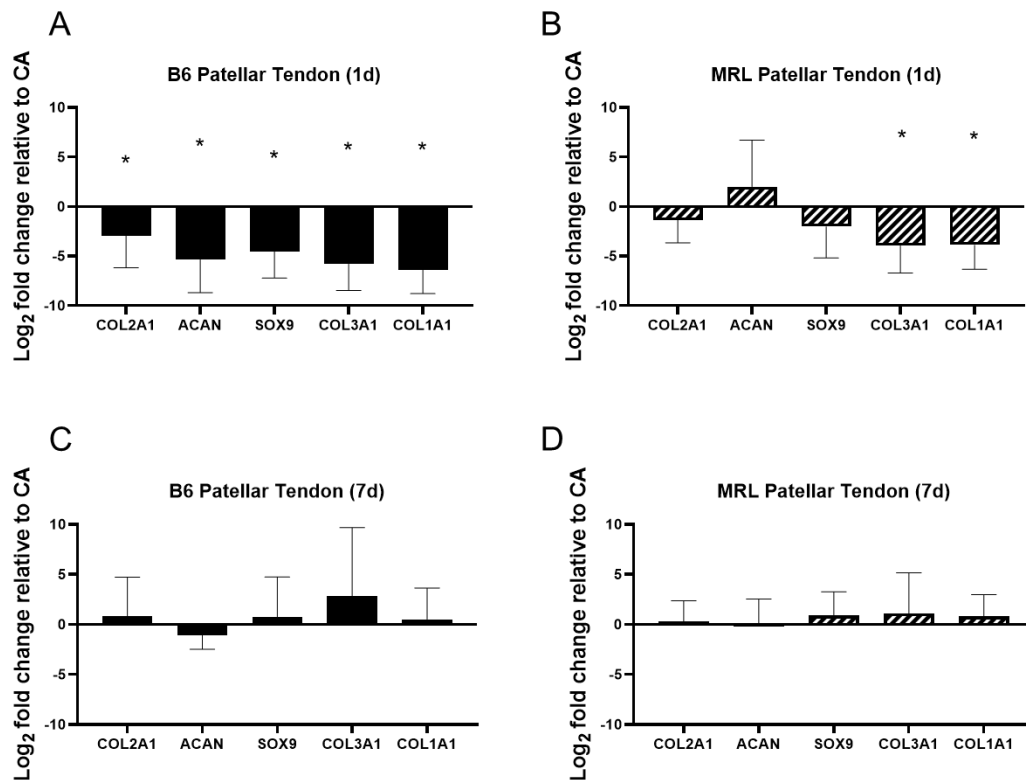 A
B6 Patellar Tendon (1d)
Log2 fold change relative to CA
10
5
0
-5
-10
* * * * *
COL2A1 ACAN SOX9 COL3A1 COL1A1
B
MRL Patellar Tendon (1d)
Log2 fold change relative to CA
10
5
0
-5
-10
* *
COL2A1 ACAN SOX9 COL3A1 COL1A1
C
B6 Patellar Tendon (7d)
Log2 fold change relative to CA
10
5
0
-5
-10
COL2A1 ACAN SOX9 COL3A1 COL1A1
D
MRL Patellar Tendon (7d)
Log2 fold change relative to CA
10
5
0
-5
-10
COL2A1 ACAN SOX9 COL3A1 COL1A1